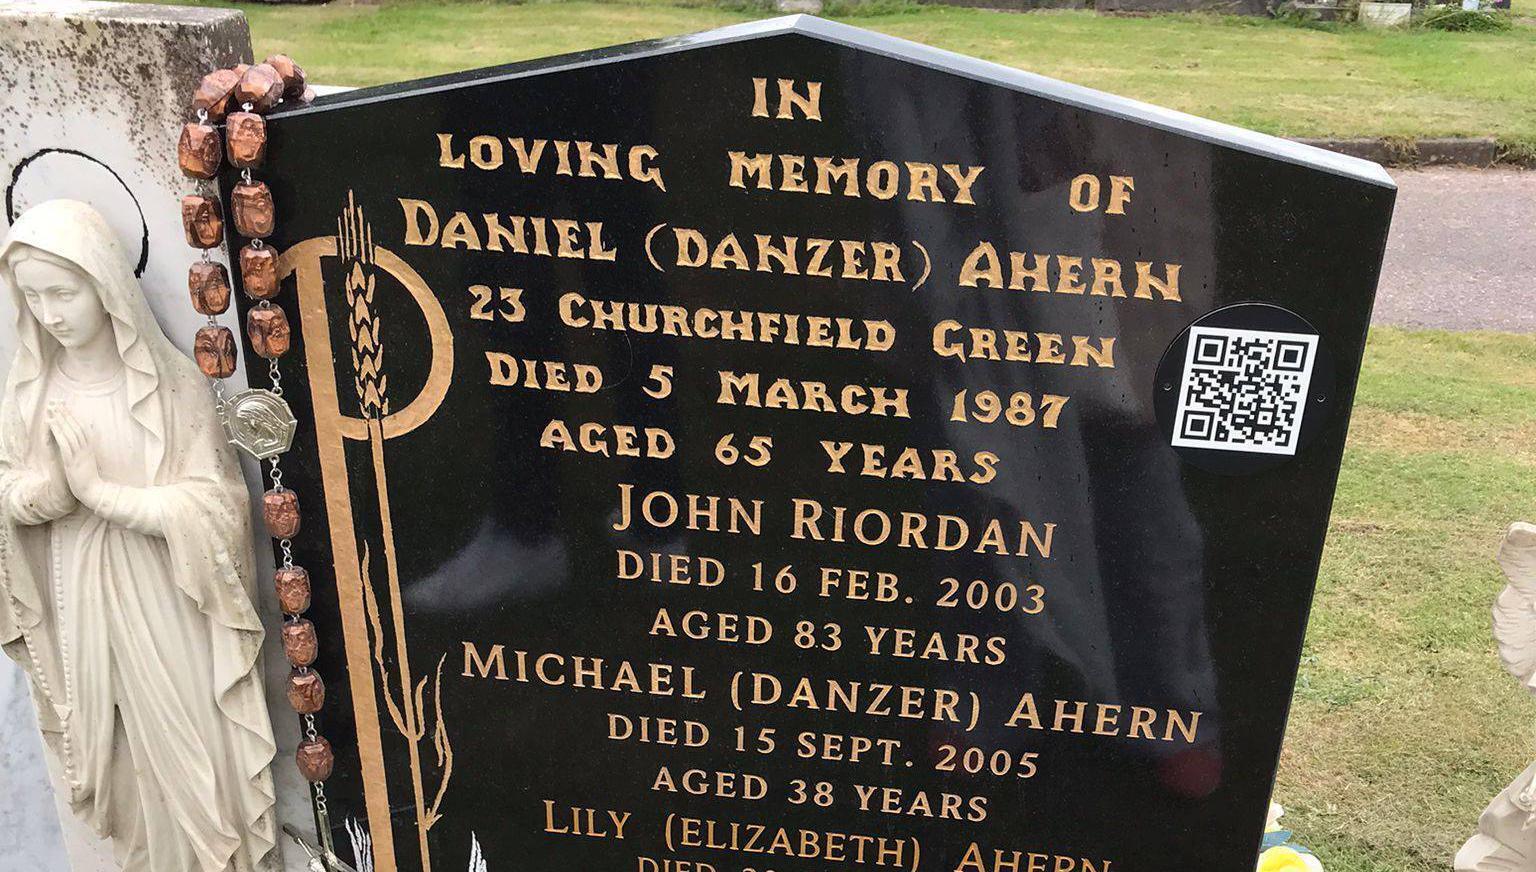 IN
LOVING MEMORY OF
DANIEL (DANZER) AHERN
23 CHURCHFIELD GREEN
DIED 5 MARCH 1987
AGED 65 YEARS
JOHN RIORDAN
DIED 16 FEB. 2003
AGED 83 YEARS
MICHAEL (DANZER) AHERN
DIED 15 SEPT. 2005
AGED 38 YEARS
LILY (ELIZABETH) AHERN
DIED